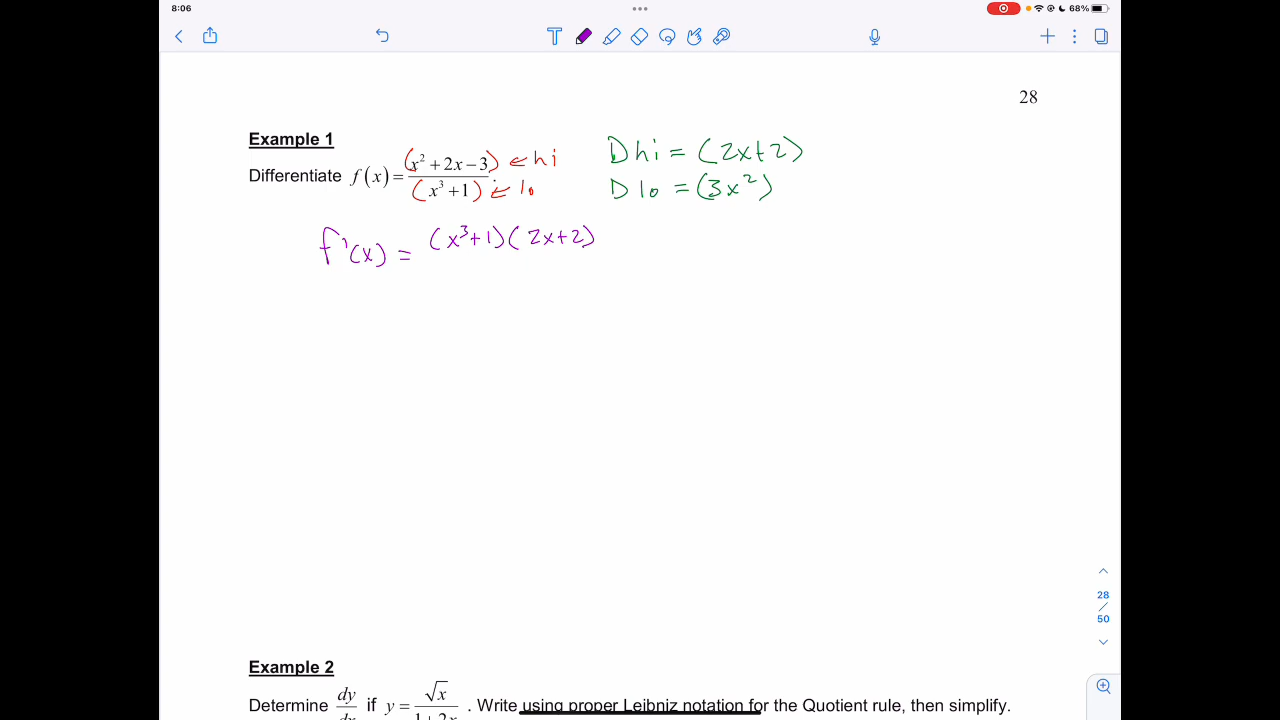 8:06
68%
28
Example 1
Differentiate f(x) = (x² + 2x − 3) / (x³ + 1) . ← hi ← lo
D hi = (2x+2)
D lo = (3x²)
f'(x) = (x³+1)(2x+2)
28
/
50
Example 2
Determine dy/dx if y = √x / 1+2x . Write using proper Leibniz notation for the Quotient rule, then simplify.